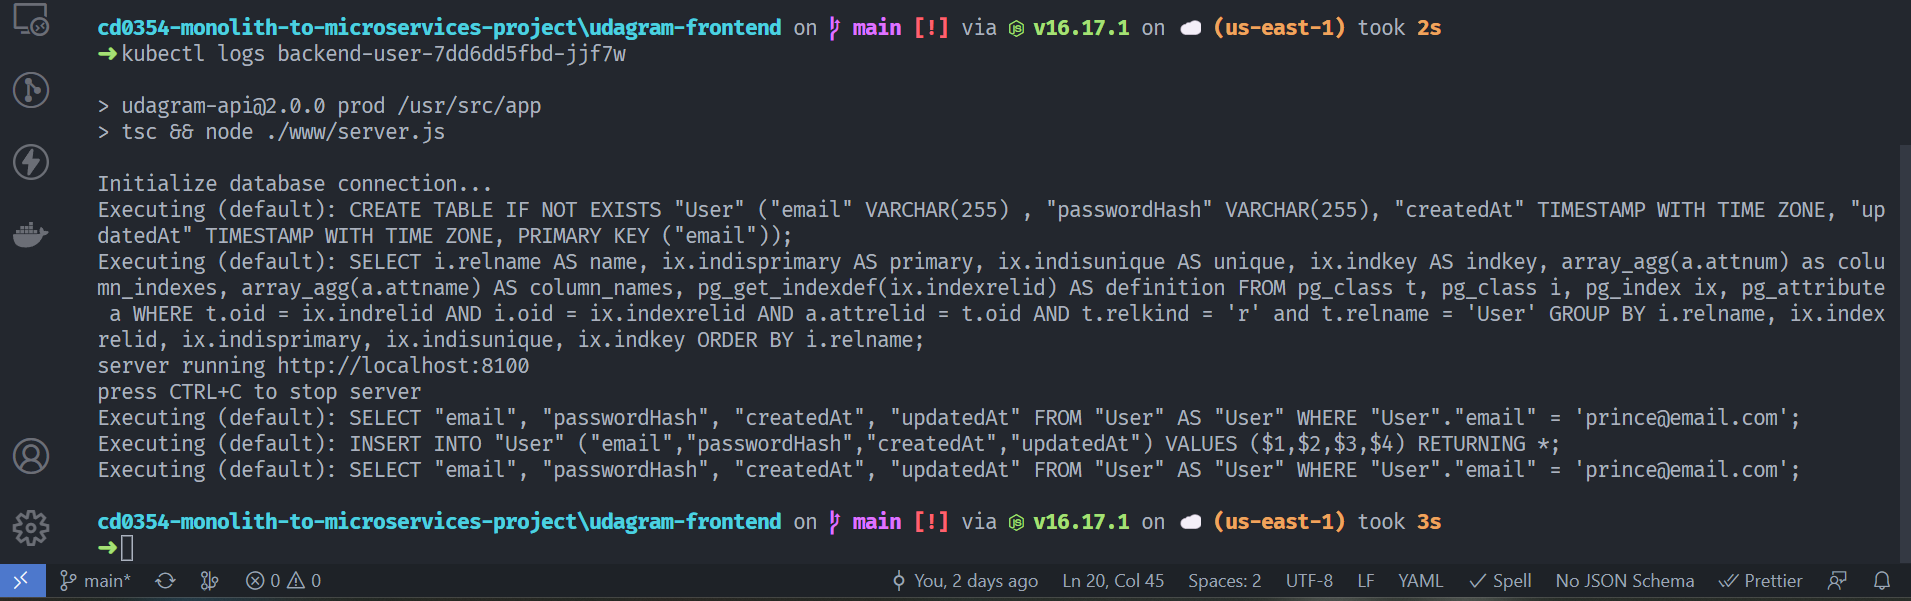 cd0354-monolith-to-microservices-project\udagram-frontend on main [!] via v16.17.1 on (us-east-1) took 2s
➜kubectl logs backend-user-7dd6dd5fbd-jjf7w
> udagram-api@2.0.0 prod /usr/src/app
> tsc && node ./www/server.js
Initialize database connection...
Executing (default): CREATE TABLE IF NOT EXISTS "User" ("email" VARCHAR(255) , "passwordHash" VARCHAR(255), "createdAt" TIMESTAMP WITH TIME ZONE, "up
datedAt" TIMESTAMP WITH TIME ZONE, PRIMARY KEY ("email"));
Executing (default): SELECT i.relname AS name, ix.indisprimary AS primary, ix.indisunique AS unique, ix.indkey AS indkey, array_agg(a.attnum) as colu
mn_indexes, array_agg(a.attname) AS column_names, pg_get_indexdef(ix.indexrelid) AS definition FROM pg_class t, pg_class i, pg_index ix, pg_attribute
a WHERE t.oid = ix.indrelid AND i.oid = ix.indexrelid AND a.attrelid = t.oid AND t.relkind = 'r' and t.relname = 'User' GROUP BY i.relname, ix.index
relid, ix.indisprimary, ix.indisunique, ix.indkey ORDER BY i.relname;
server running http://localhost:8100
press CTRL+C to stop server
Executing (default): SELECT "email", "passwordHash", "createdAt", "updatedAt" FROM "User" AS "User" WHERE "User"."email" = 'prince@email.com';
Executing (default): INSERT INTO "User" ("email","passwordHash","createdAt","updatedAt") VALUES ($1,$2,$3,$4) RETURNING *;
Executing (default): SELECT "email", "passwordHash", "createdAt", "updatedAt" FROM "User" AS "User" WHERE "User"."email" = 'prince@email.com';
cd0354-monolith-to-microservices-project\udagram-frontend on main [!] via v16.17.1 on (us-east-1) took 3s
➜
main* 0 0 You, 2 days ago Ln 20, Col 45 Spaces: 2 UTF-8 LF YAML Spell No JSON Schema Prettier